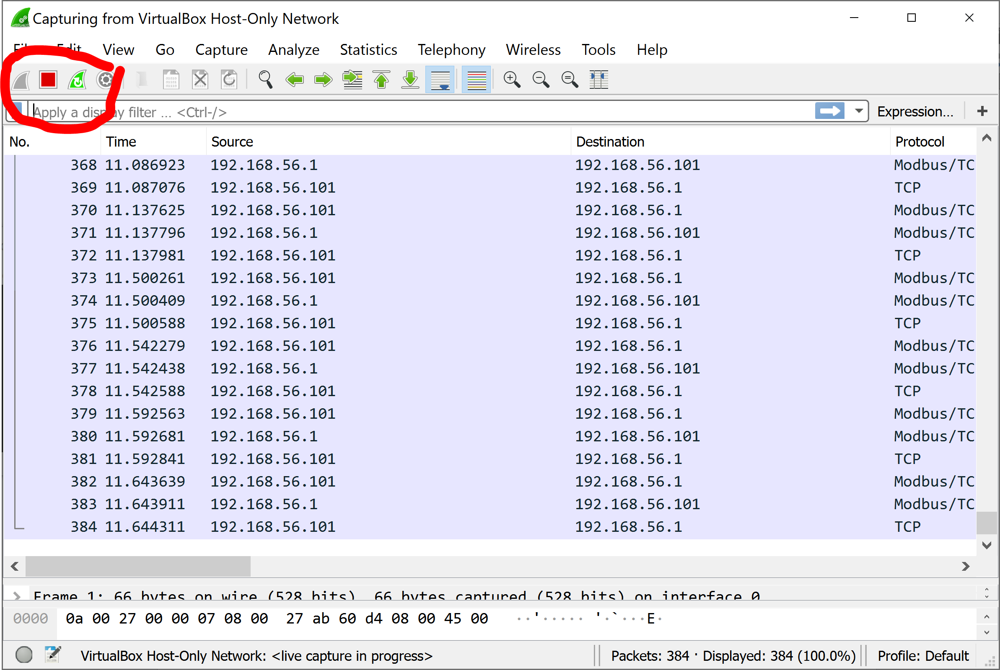 Capturing from VirtualBox Host-Only Network
View Go Capture Analyze Statistics Telephony Wireless Tools Help
Apply a display filter ... <Ctrl-/> Expression...
No. Time Source Destination Protocol
368 11.086923 192.168.56.1 192.168.56.101 Modbus/TC
369 11.087076 192.168.56.101 192.168.56.1 TCP
370 11.137625 192.168.56.101 192.168.56.1 Modbus/TC
371 11.137796 192.168.56.1 192.168.56.101 Modbus/TC
372 11.137981 192.168.56.101 192.168.56.1 TCP
373 11.500261 192.168.56.101 192.168.56.1 Modbus/TC
374 11.500409 192.168.56.1 192.168.56.101 Modbus/TC
375 11.500588 192.168.56.101 192.168.56.1 TCP
376 11.542279 192.168.56.101 192.168.56.1 Modbus/TC
377 11.542438 192.168.56.1 192.168.56.101 Modbus/TC
378 11.542588 192.168.56.101 192.168.56.1 TCP
379 11.592563 192.168.56.101 192.168.56.1 Modbus/TC
380 11.592681 192.168.56.1 192.168.56.101 Modbus/TC
381 11.592841 192.168.56.101 192.168.56.1 TCP
382 11.643639 192.168.56.101 192.168.56.1 Modbus/TC
383 11.643911 192.168.56.1 192.168.56.101 Modbus/TC
384 11.644311 192.168.56.101 192.168.56.1 TCP
Frame 1: 66 bytes on wire (528 bits), 66 bytes captured (528 bits) on interface 0
0000 0a 00 27 00 00 07 08 00 27 ab 60 d4 08 00 45 00 ··'····· '·`···E·
VirtualBox Host-Only Network: <live capture in progress> Packets: 384 · Displayed: 384 (100.0%) Profile: Default